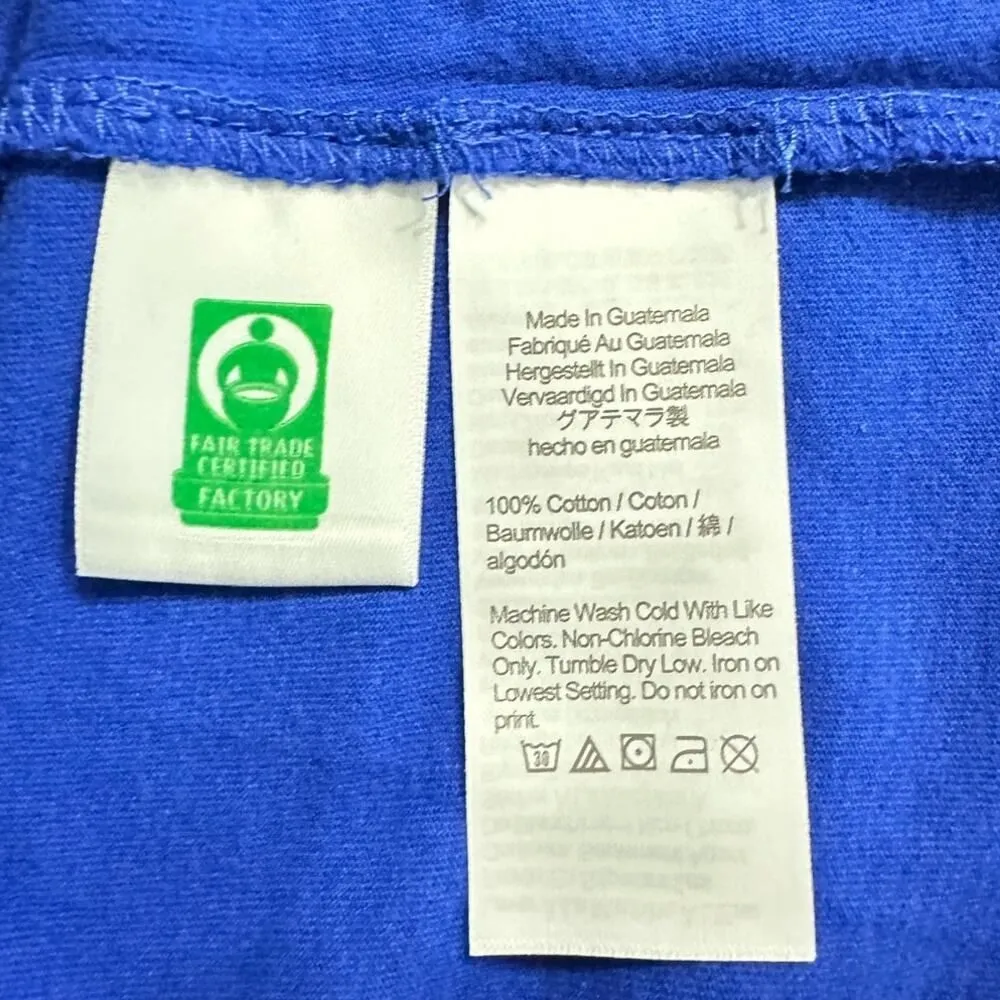 FAIR TRADE
CERTIFIED
FACTORY
Made In Guatemala
Fabriqué Au Guatemala
Hergestellt In Guatemala
Vervaardigd In Guatemala
グアテマラ製
hecho en guatemala
100% Cotton / Coton /
Baumwolle / Katoen / 綿 /
algodón
Machine Wash Cold With Like
Colors. Non-Chlorine Bleach
Only. Tumble Dry Low. Iron on
Lowest Setting. Do not iron on
print.
30